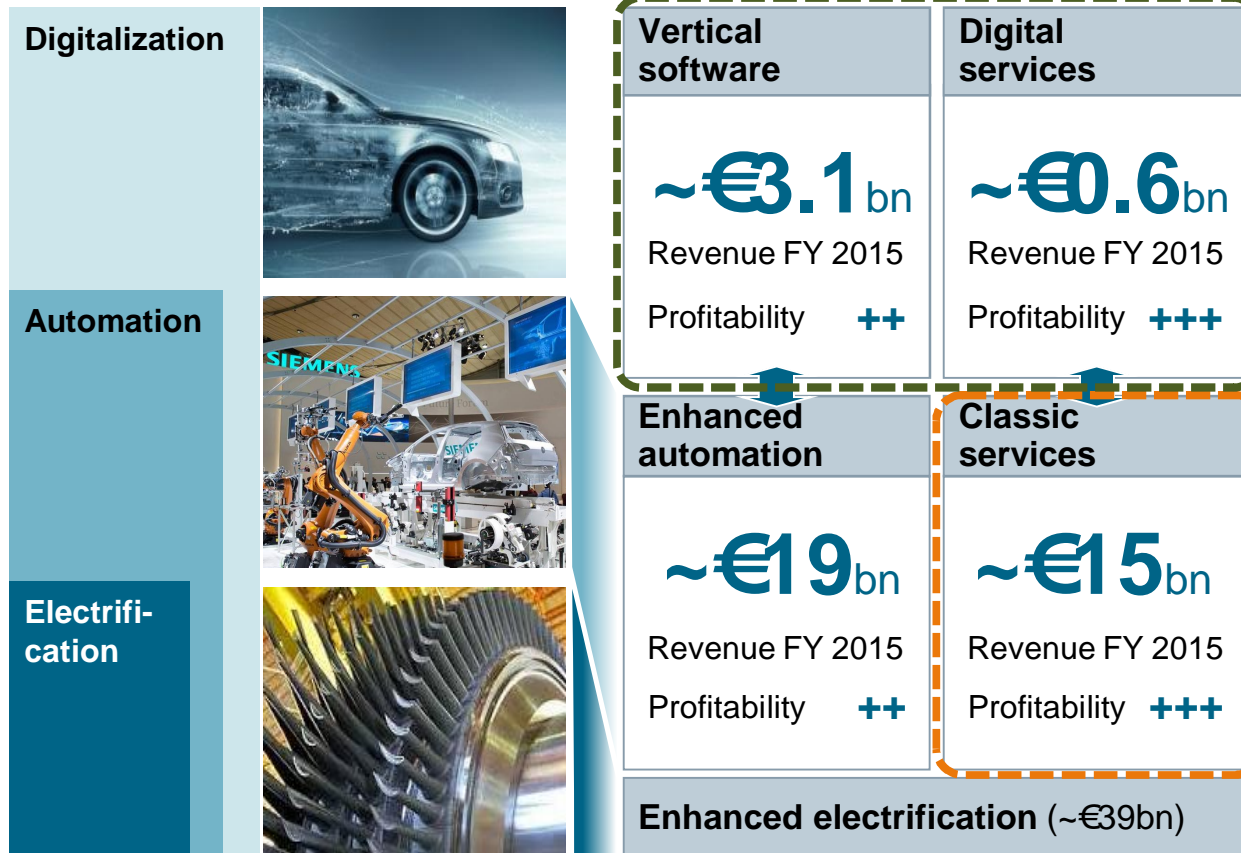 Digitalization
Automation
Electrifi-
cation
SIEMENS
Vertical
software
~€3.1bn
Revenue FY 2015
Profitability ++
Digital
services
~€0.6bn
Revenue FY 2015
Profitability +++
Enhanced
automation
~€19bn
Revenue FY 2015
Profitability ++
Classic
services
~€15bn
Revenue FY 2015
Profitability +++
Enhanced electrification (~€39bn)